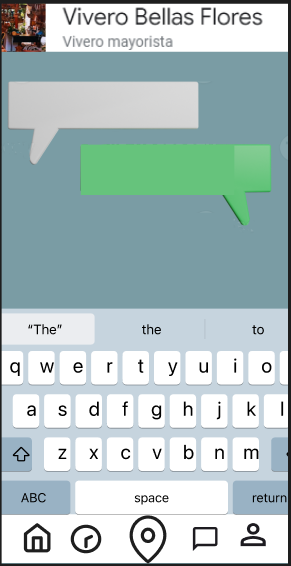 Vivero Bellas Flores
Vivero mayorista
“The” the to
q w e r t y u i o
a s d f g h j k l
z x c v b n m
ABC space return